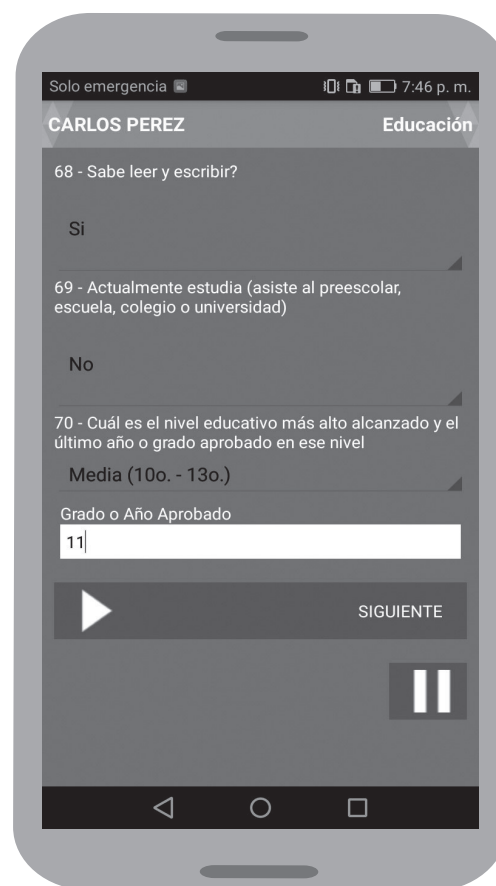 Solo emergencia 7:46 p. m.
CARLOS PEREZ Educación
68 - Sabe leer y escribir?
Si
69 - Actualmente estudia (asiste al preescolar,
escuela, colegio o universidad)
No
70 - Cuál es el nivel educativo más alto alcanzado y el
último año o grado aprobado en ese nivel
Media (10o. - 13o.)
Grado o Año Aprobado
11
SIGUIENTE